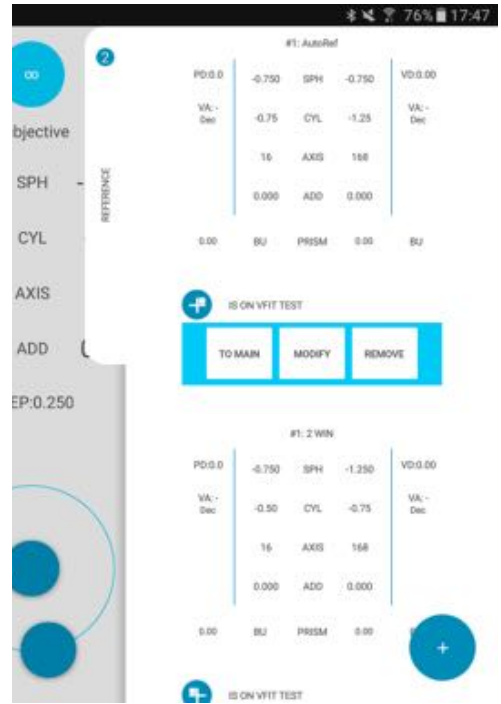 76% 17:47
∞
2
bjective
SPH -
CYL
AXIS
ADD
EP:0.250
REFERENCE
#1: AutoRef
PD:0.0 -0.750 SPH -0.750 VD:0.00
VA: - -0.75 CYL -1.25 VA: -
Dec Dec
16 AXIS 168
0.000 ADD 0.000
0.00 BU PRISM 0.00 BU
IS ON VFIT TEST
TO MAIN MODIFY REMOVE
#1: 2 WIN
PD:0.0 -0.750 SPH -1.250 VD:0.00
VA: - -0.50 CYL -0.75 VA: -
Dec Dec
16 AXIS 168
0.000 ADD 0.000
0.00 BU PRISM 0.00
+
IS ON VFIT TEST